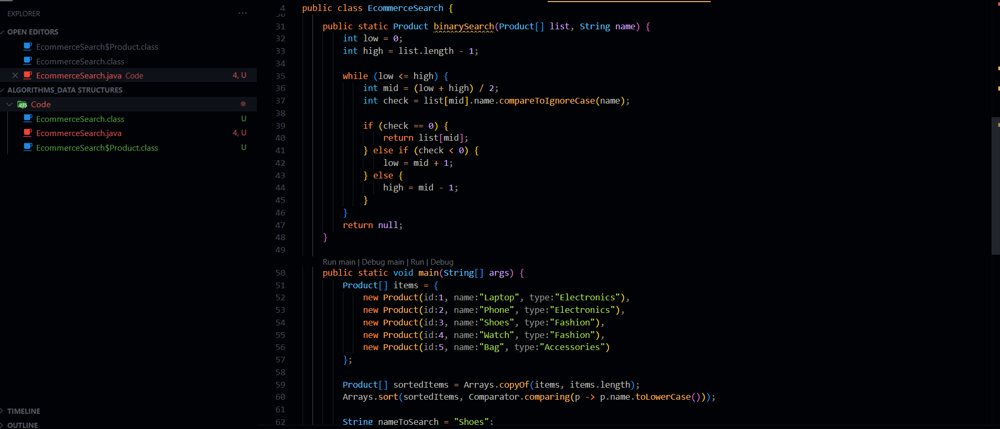 EXPLORER
...
OPEN EDITORS
EcommerceSearch$Product.class
EcommerceSearch.class
EcommerceSearch.java Code 4, U
ALGORITHMS_DATA STRUCTURES
Code
EcommerceSearch.class U
EcommerceSearch.java 4, U
EcommerceSearch$Product.class U
TIMELINE
OUTLINE
4 public class EcommerceSearch {
30
31 public static Product binarySearch(Product[] list, String name) {
32 int low = 0;
33 int high = list.length - 1;
34
35 while (low <= high) {
36 int mid = (low + high) / 2;
37 int check = list[mid].name.compareToIgnoreCase(name);
38
39 if (check == 0) {
40 return list[mid];
41 } else if (check < 0) {
42 low = mid + 1;
43 } else {
44 high = mid - 1;
45 }
46 }
47 return null;
48 }
49
Run main | Debug main | Run | Debug
50 public static void main(String[] args) {
51 Product[] items = {
52 new Product(id:1, name:"Laptop", type:"Electronics"),
53 new Product(id:2, name:"Phone", type:"Electronics"),
54 new Product(id:3, name:"Shoes", type:"Fashion"),
55 new Product(id:4, name:"Watch", type:"Fashion"),
56 new Product(id:5, name:"Bag", type:"Accessories")
57 };
58
59 Product[] sortedItems = Arrays.copyOf(items, items.length);
60 Arrays.sort(sortedItems, Comparator.comparing(p -> p.name.toLowerCase()));
61
62 String nameToSearch = "Shoes";